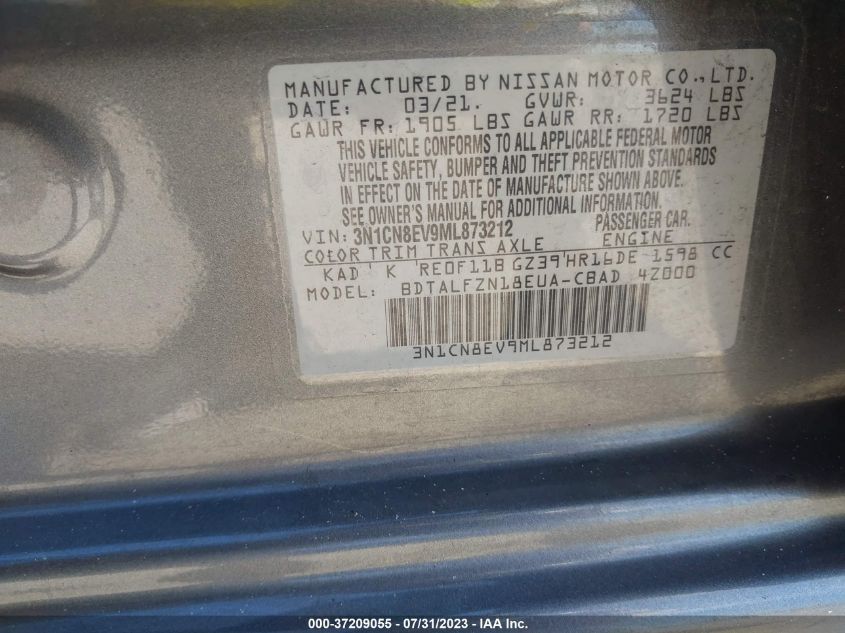 MANUFACTURED BY NISSAN MOTOR CO.,LTD.
DATE: 03/21. GVWR: 3624 LBS
GAWR FR: 1905 LBS GAWR RR: 1720 LBS
THIS VEHICLE CONFORMS TO ALL APPLICABLE FEDERAL MOTOR
VEHICLE SAFETY, BUMPER AND THEFT PREVENTION STANDARDS
IN EFFECT ON THE DATE OF MANUFACTURE SHOWN ABOVE.
SEE OWNER'S MANUAL FOR ADDITIONAL INFORMATION.
VIN: 3N1CN8EV9ML873212 PASSENGER CAR.
COLOR TRIM TRANS AXLE ENGINE
KAD K RE0F11B GZ39 HR16DE 1598 CC
MODEL: BDTALFZN18EUA-CBAD 4Z000
3N1CN8EV9ML873212
000-37209055 - 07/31/2023 - IAA Inc.